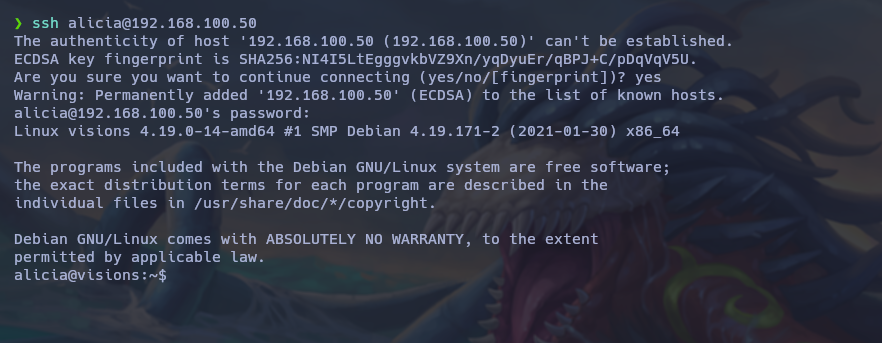 ❯ ssh alicia@192.168.100.50
The authenticity of host '192.168.100.50 (192.168.100.50)' can't be established.
ECDSA key fingerprint is SHA256:NI4I5LtEgggvkbVZ9Xn/yqDyuEr/qBPJ+C/pDqVqV5U.
Are you sure you want to continue connecting (yes/no/[fingerprint])? yes
Warning: Permanently added '192.168.100.50' (ECDSA) to the list of known hosts.
alicia@192.168.100.50's password:
Linux visions 4.19.0-14-amd64 #1 SMP Debian 4.19.171-2 (2021-01-30) x86_64
The programs included with the Debian GNU/Linux system are free software;
the exact distribution terms for each program are described in the
individual files in /usr/share/doc/*/copyright.
Debian GNU/Linux comes with ABSOLUTELY NO WARRANTY, to the extent
permitted by applicable law.
alicia@visions:~$